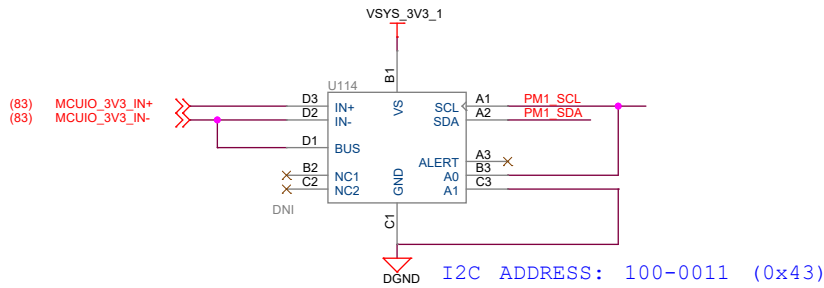 VSYS_3V3_1
B1
U114
(83) MCUIO_3V3_IN+ D3 IN+ VS SCL A1 PM1_SCL
(83) MCUIO_3V3_IN- D2 IN- SDA A2 PM1_SDA
D1 BUS
ALERT A3
B2 NC1 A0 B3
C2 NC2 GND A1 C3
DNI
C1
DGND
I2C ADDRESS: 100-0011 (0x43)